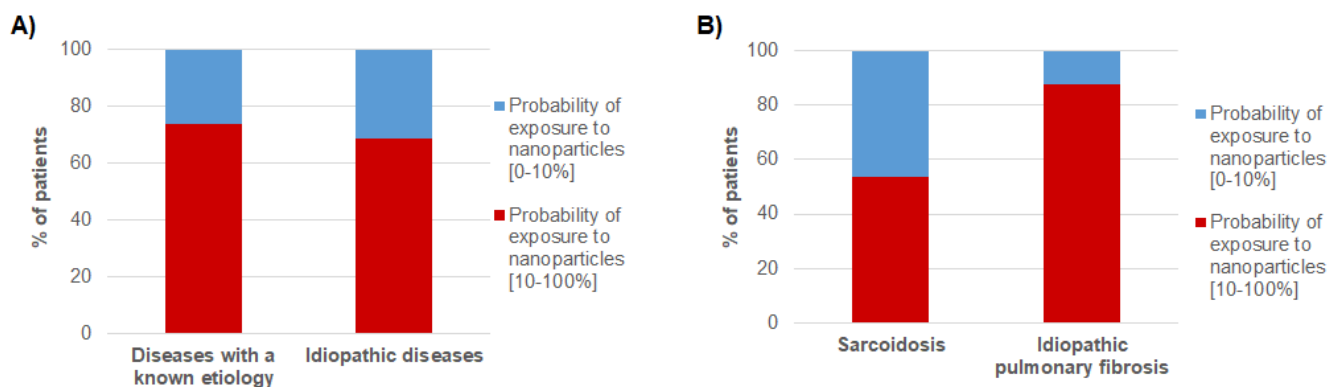 A)
% of patients
100
80
60
40
20
0
Diseases with a
known etiology
Idiopathic diseases
Probability of
exposure to
nanoparticles
[0-10%]
Probability of
exposure to
nanoparticles
[10-100%]
B)
% of patients
100
80
60
40
20
0
Sarcoidosis
Idiopathic
pulmonary fibrosis
Probability of
exposure to
nanoparticles
[0-10%]
Probability of
exposure to
nanoparticles
[10-100%]